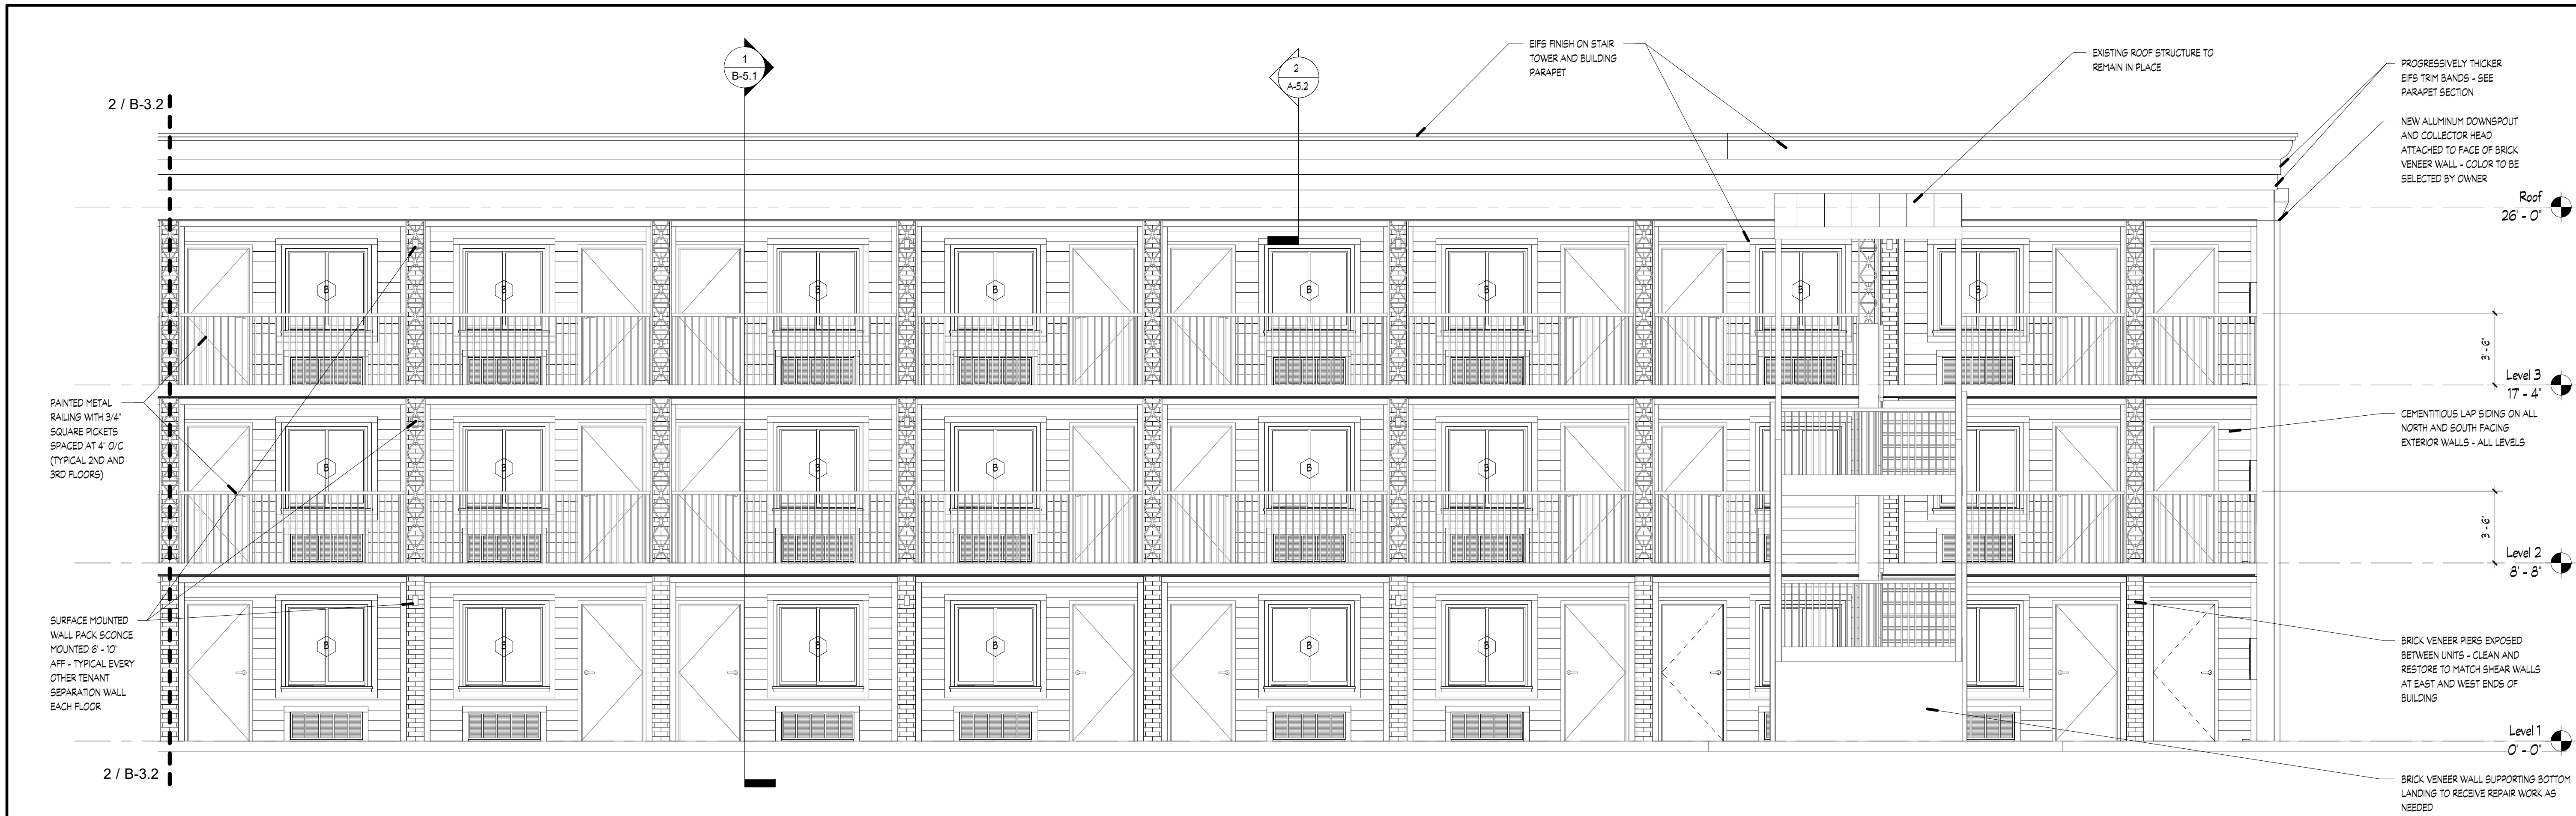 1
B-5.1
2
A-5.2
2 / B-3.2
EIFS FINISH ON STAIR
TOWER AND BUILDING
PARAPET
EXISTING ROOF STRUCTURE TO
REMAIN IN PLACE
PROGRESSIVELY THICKER
EIFS TRIM BANDS - SEE
PARAPET SECTION
NEW ALUMINUM DOWNSPOUT
AND COLLECTOR HEAD
ATTACHED TO FACE OF BRICK
VENEER WALL - COLOR TO BE
SELECTED BY OWNER
Roof
26' - 0"
B
B
B
B
B
B
B
B
3' - 6"
Level 3
17' - 4"
PAINTED METAL
RAILING WITH 3/4"
SQUARE PICKETS
SPACED AT 4" O/C
(TYPICAL 2ND AND
3RD FLOORS)
CEMENTITIOUS LAP SIDING ON ALL
NORTH AND SOUTH FACING
EXTERIOR WALLS - ALL LEVELS
B
B
B
B
B
B
3' - 6"
Level 2
8' - 8"
SURFACE MOUNTED
WALL PACK SCONCE
MOUNTED 6' - 10"
AFF - TYPICAL EVERY
OTHER TENANT
SEPARATION WALL
EACH FLOOR
B
B
B
B
B
B
BRICK VENEER PIERS EXPOSED
BETWEEN UNITS - CLEAN AND
RESTORE TO MATCH SHEAR WALLS
AT EAST AND WEST ENDS OF
BUILDING
Level 1
0' - 0"
2 / B-3.2
BRICK VENEER WALL SUPPORTING BOTTOM
LANDING TO RECEIVE REPAIR WORK AS
NEEDED